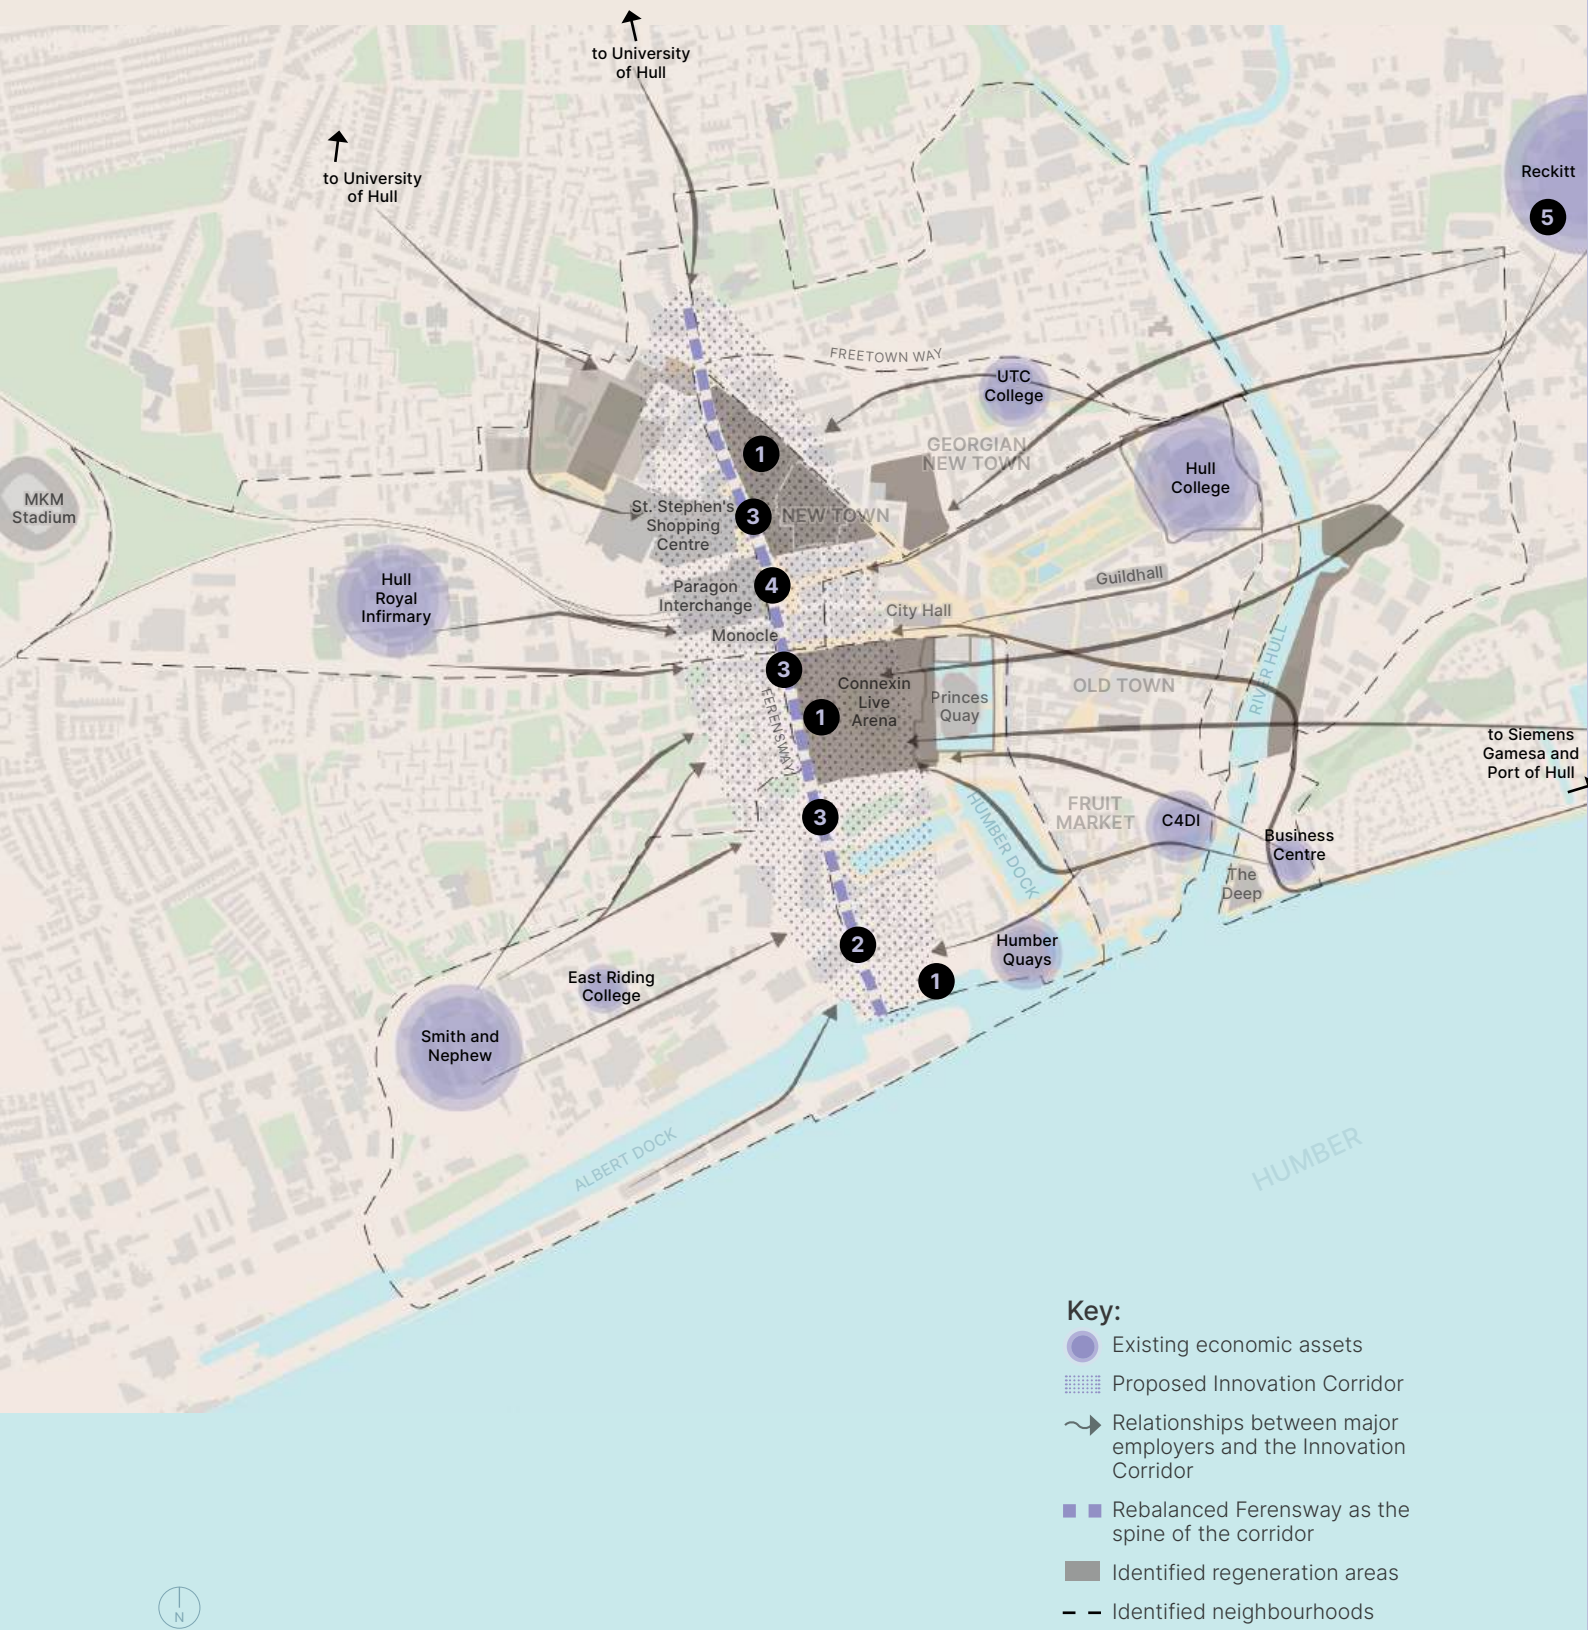 to University
of Hull
to University
of Hull
Reckitt
5
FREETOWN WAY
UTC
College
GEORGIAN
NEW TOWN
1
Hull
College
MKM
Stadium
St. Stephen's
Shopping
Centre
3
NEW TOWN
Hull
Royal
Infirmary
Paragon
Interchange
4
Guildhall
City Hall
Monocle
3
FERENSWAY
Connexin
Live
Arena
1
Princes
Quay
OLD TOWN
RIVER HULL
to Siemens
Gamesa and
Port of Hull
3
HUMBER DOCK
FRUIT
MARKET
C4DI
Business
Centre
The
Deep
2
1
Humber
Quays
East Riding
College
Smith and
Nephew
ALBERT DOCK
HUMBER
Key:
Existing economic assets
Proposed Innovation Corridor
Relationships between major
employers and the Innovation
Corridor
Rebalanced Ferensway as the
spine of the corridor
Identified regeneration areas
Identified neighbourhoods
N